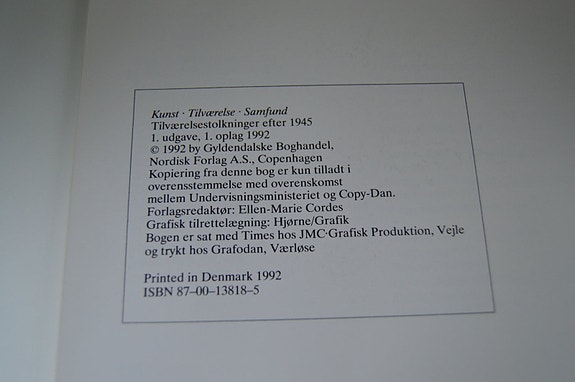 Kunst · Tilværelse · Samfund
Tilværelsestolkninger efter 1945
1. udgave, 1. oplag 1992
© 1992 by Gyldendalske Boghandel,
Nordisk Forlag A.S., Copenhagen
Kopiering fra denne bog er kun tilladt i
overensstemmelse med overenskomst
mellem Undervisningsministeriet og Copy-Dan.
Forlagsredaktør: Ellen-Marie Cordes
Grafisk tilrettelægning: Hjørne/Grafik
Bogen er sat med Times hos JMC·Grafisk Produktion, Vejle
og trykt hos Grafodan, Værløse
Printed in Denmark 1992
ISBN 87–00–13818–5